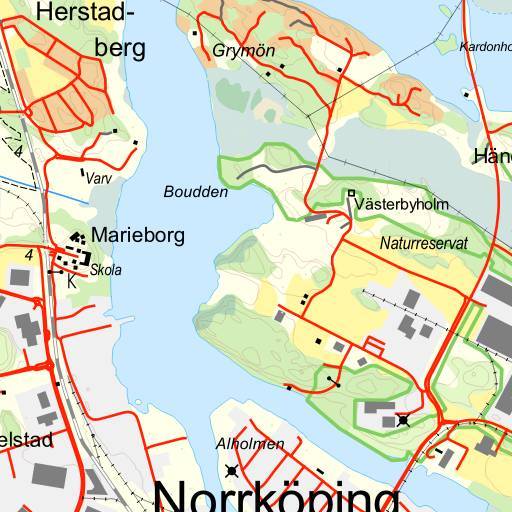 Herstad-
berg
Grymön
Kardonho
4
Varv
Boudden
Hän
Västerbyholm
Marieborg
Naturreservat
4
Skola
K
elstad
Alholmen
Norrköping